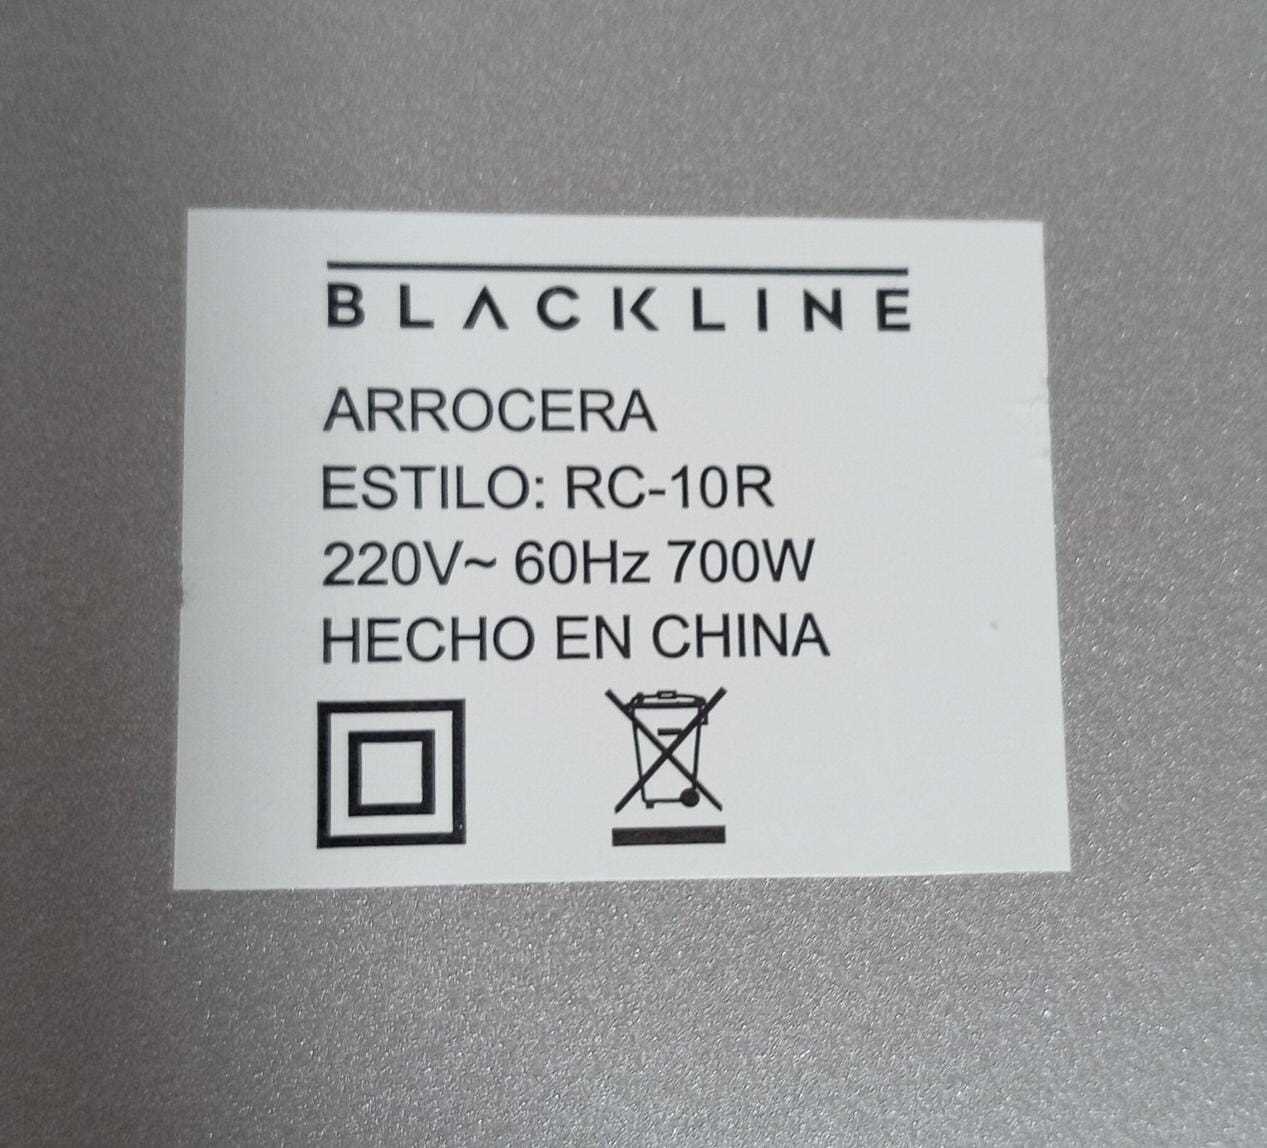 BLACKLINE
ARROCERA
ESTILO: RC-10R
220V~ 60Hz 700W
HECHO EN CHINA